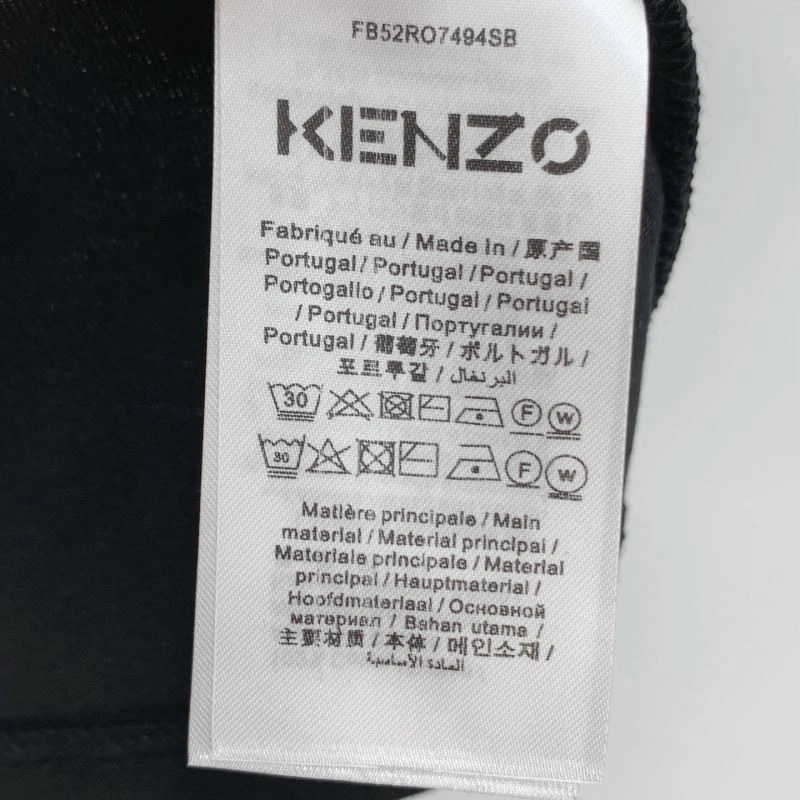 FB52RO7494SB
KENZO
Fabriqué au / Made in / 原产国
Portugal / Portugal / Portugal /
Portogallo / Portugal / Portugal
/ Portugal / Португалии /
Portugal / 葡萄牙 / ポルトガル /
포르투갈 / البرتغال
30 F W
30 F W
Matière principale / Main
material / Material principal /
Materiale principale / Material
principal / Hauptmaterial /
Hoofdmateriaal / Основной
материал / Bahan utama /
主要材质 / 本体 / 메인소재 /
المادة الأساسية